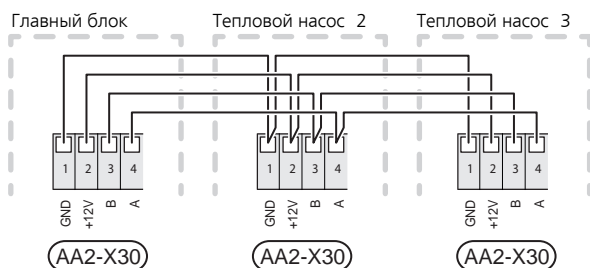 Главный блок Тепловой насос 2 Тепловой насос 3
1 2 3 4 1 2 3 4 1 2 3 4
GND +12V B A GND +12V B A GND +12V B A
AA2-X30 AA2-X30 AA2-X30